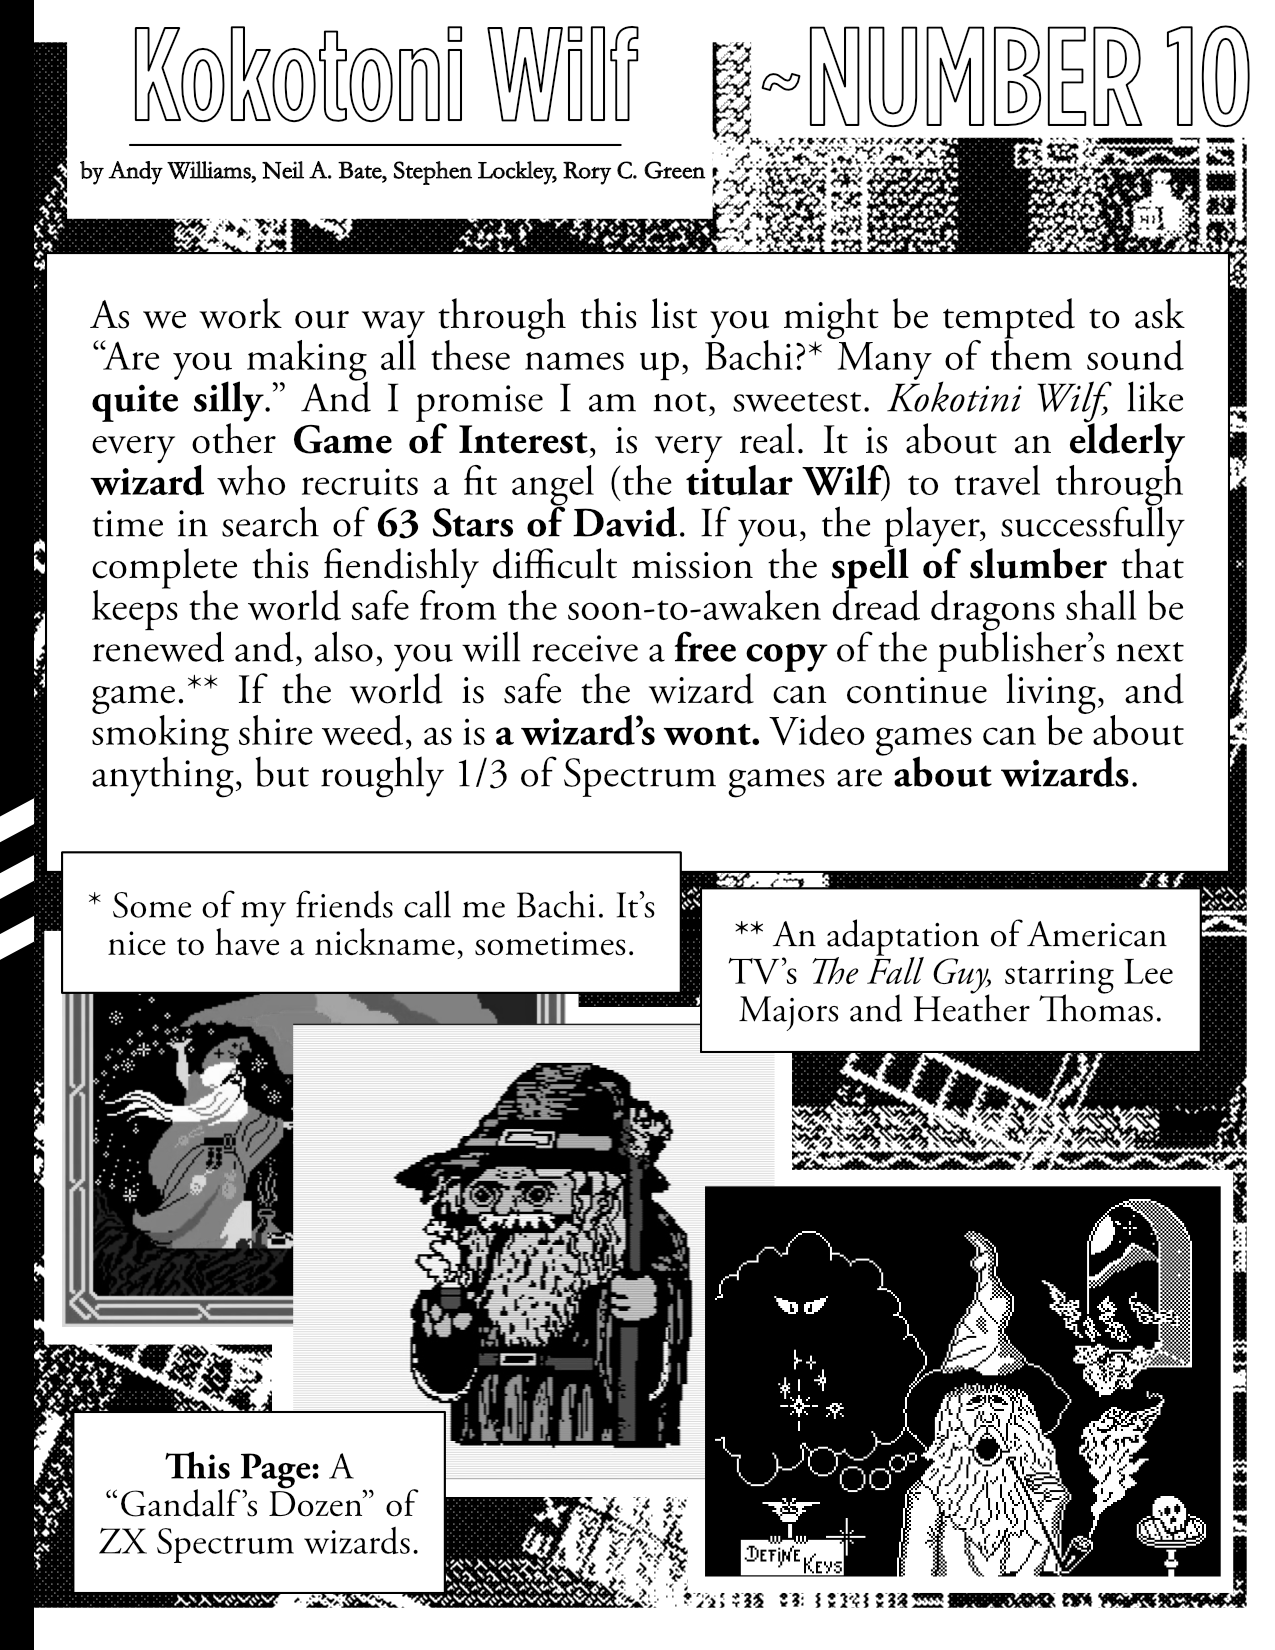 Kokotoni Wilf
~NUMBER 10
by Andy Williams, Neil A. Bate, Stephen Lockley, Rory C. Green
As we work our way through this list you might be tempted to ask
“Are you making all these names up, Bachi?* Many of them sound
quite silly.” And I promise I am not, sweetest. Kokotini Wilf, like
every other Game of Interest, is very real. It is about an elderly
wizard who recruits a fit angel (the titular Wilf) to travel through
time in search of 63 Stars of David. If you, the player, successfully
complete this fiendishly difficult mission the spell of slumber that
keeps the world safe from the soon-to-awaken dread dragons shall be
renewed and, also, you will receive a free copy of the publisher’s next
game.** If the world is safe the wizard can continue living, and
smoking shire weed, as is a wizard’s wont. Video games can be about
anything, but roughly 1/3 of Spectrum games are about wizards.
* Some of my friends call me Bachi. It’s
nice to have a nickname, sometimes.
** An adaptation of American
TV’s The Fall Guy, starring Lee
Majors and Heather Thomas.
This Page: A
“Gandalf’s Dozen” of
ZX Spectrum wizards.
DEFINE
KEYS